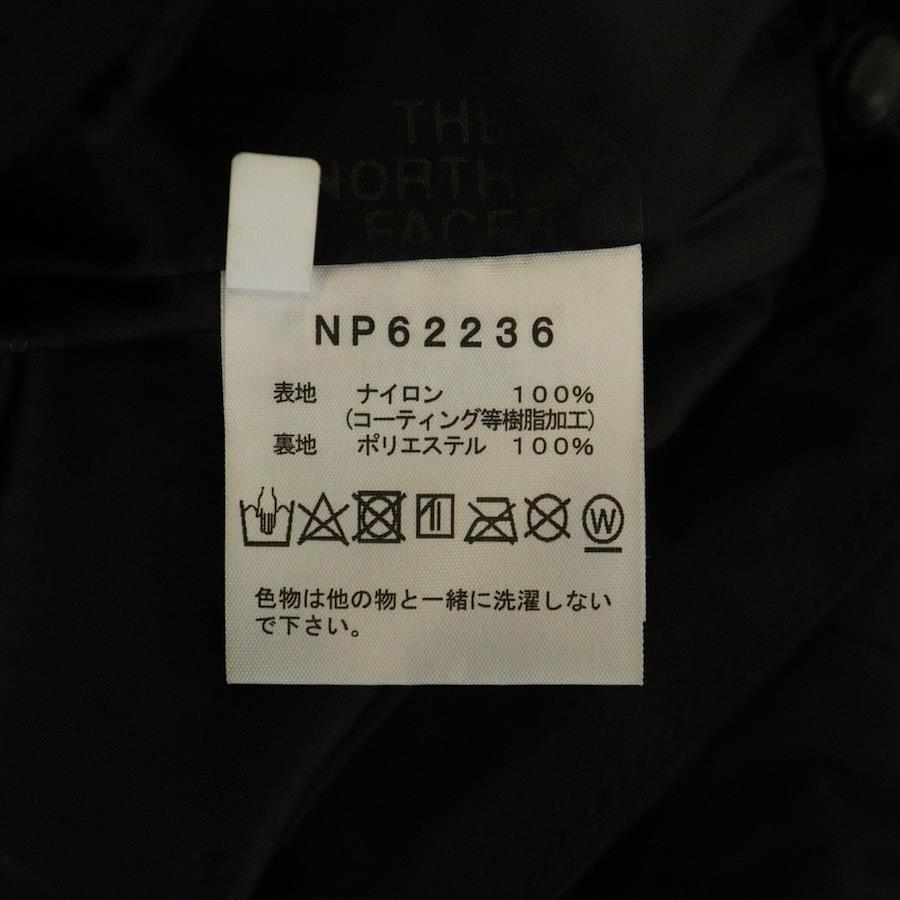 THE
NORTH
FACE
NP62236
表地 ナイロン 100%
(コーティング等樹脂加工)
裏地 ポリエステル 100%
W
色物は他の物と一緒に洗濯しない
で下さい。